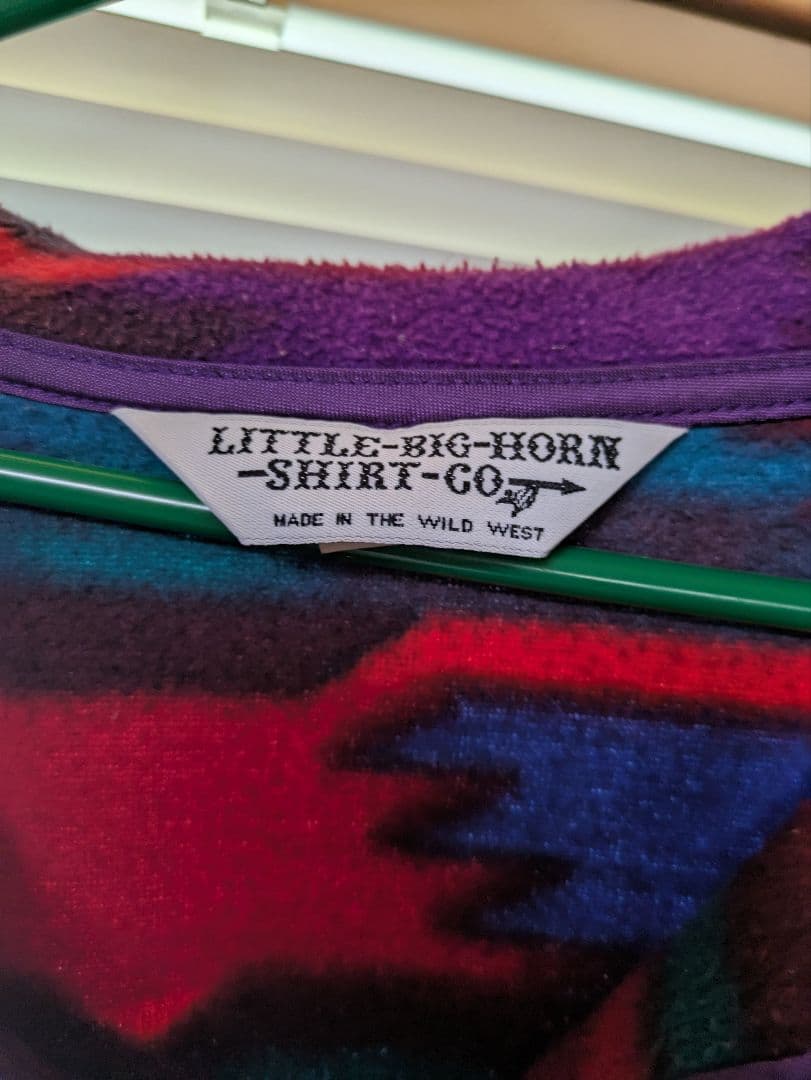 LITTLE-BIG-HORN
-SHIRT-CO
MADE IN THE WILD WEST